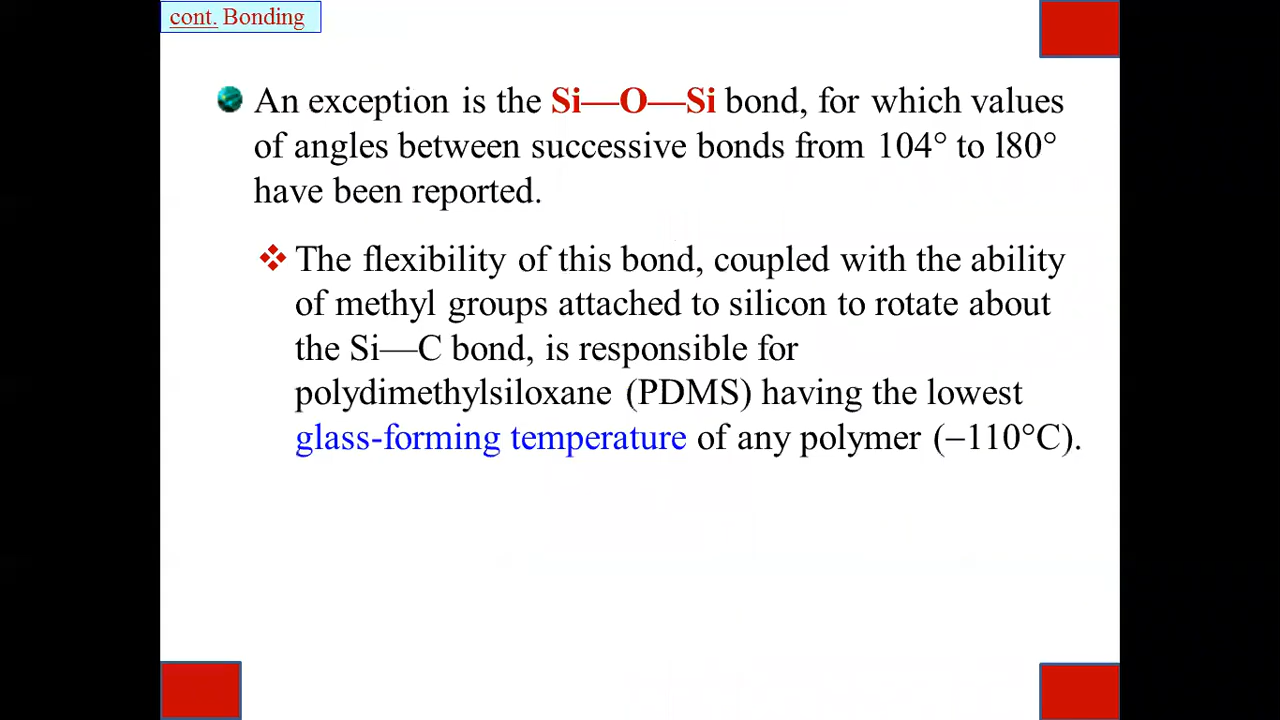 cont. Bonding
An exception is the Si—O—Si bond, for which values
of angles between successive bonds from 104° to l80°
have been reported.
The flexibility of this bond, coupled with the ability
of methyl groups attached to silicon to rotate about
the Si—C bond, is responsible for
polydimethylsiloxane (PDMS) having the lowest
glass-forming temperature of any polymer (–110°C).